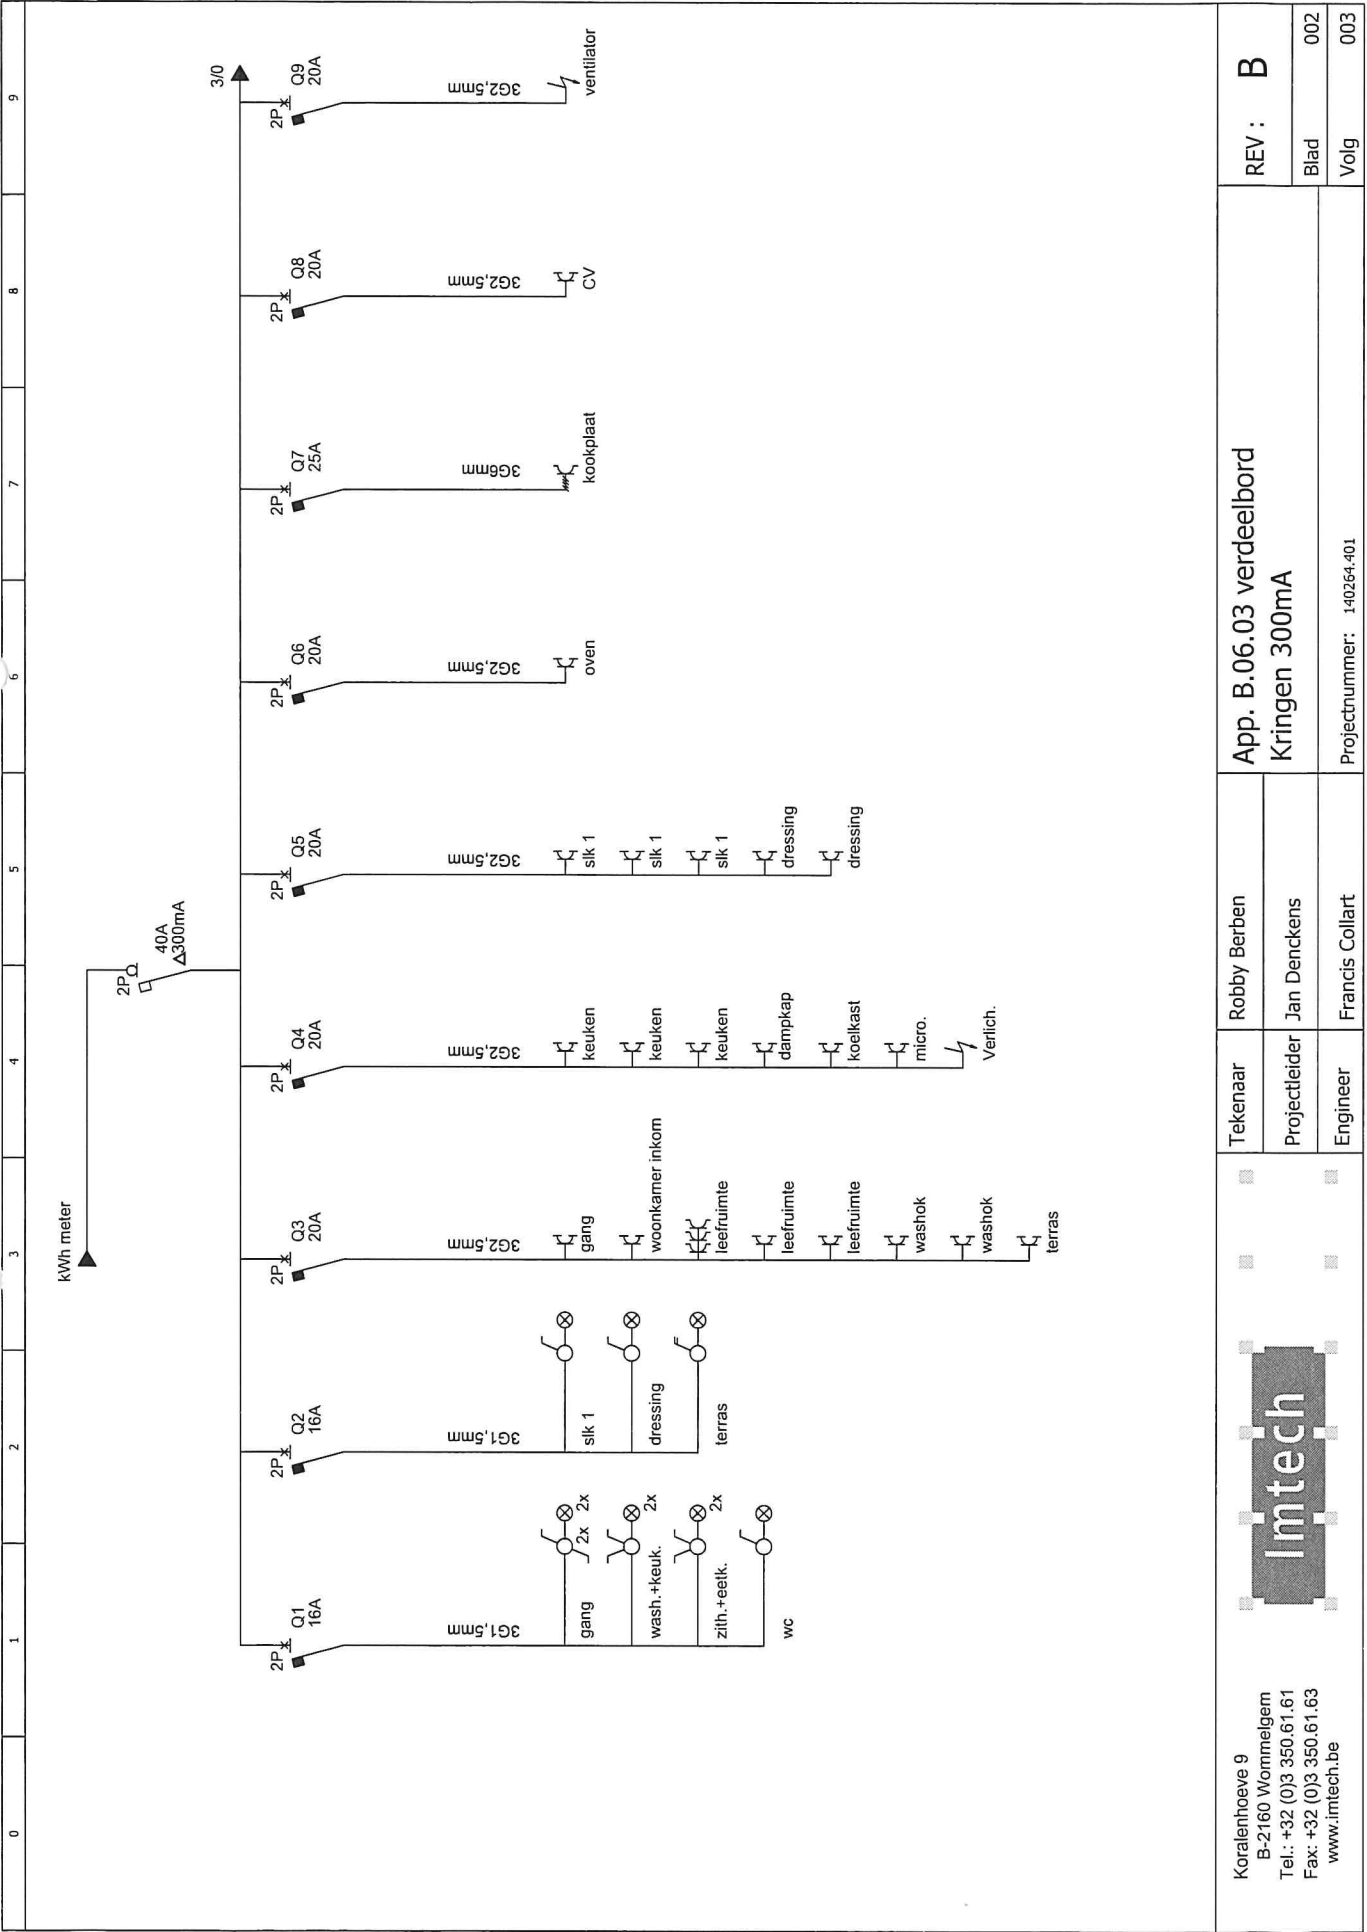 0 1 2 3 4 5 6 7 8 9
kWh meter
2P
40A
300mA
3/0
2P
Q1
16A
3G1,5mm
gang
2x
2x
wash.+keuk.
2x
zith.+eetk.
2x
wc
2P
Q2
16A
3G1,5mm
slk 1
dressing
terras
2P
Q3
20A
3G2,5mm
gang
woonkamer inkom
leefruimte
leefruimte
leefruimte
washok
washok
terras
2P
Q4
20A
3G2,5mm
keuken
keuken
keuken
dampkap
koelkast
micro.
Verlich.
2P
Q5
20A
3G2,5mm
slk 1
slk 1
slk 1
dressing
dressing
2P
Q6
20A
3G2,5mm
oven
2P
Q7
25A
3G6mm
kookplaat
2P
Q8
20A
3G2,5mm
CV
2P
Q9
20A
3G2,5mm
ventilator
Koralenhoeve 9
B-2160 Wommelgem
Tel.: +32 (0)3 350.61.61
Fax: +32 (0)3 350.61.63
www.imtech.be
Imtech
Tekenaar Robby Berben
Projectleider Jan Denckens
Engineer Francis Collart
App. B.06.03 verdeelbord
Kringen 300mA
Projectnummer: 140264.401
REV : B
Blad 002
Volg 003